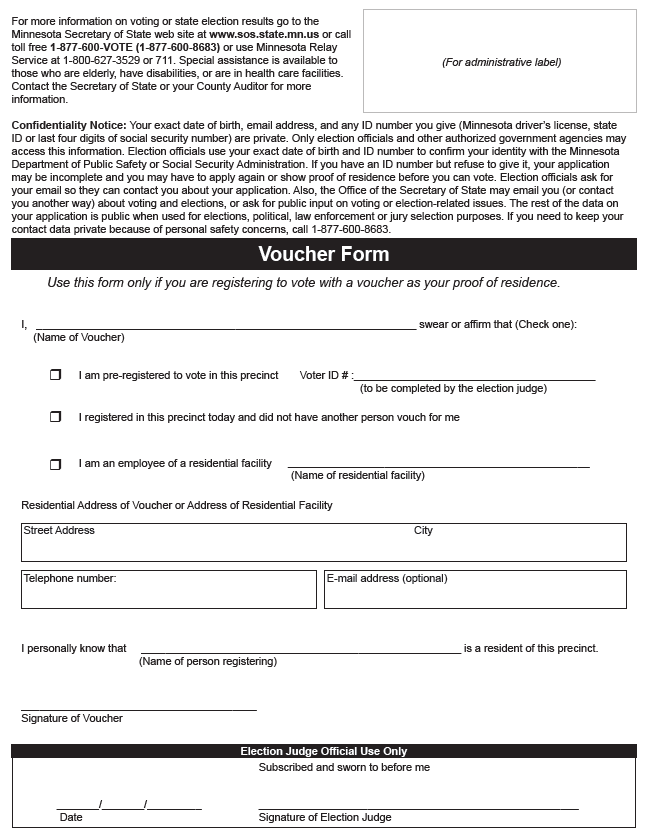 For more information on voting or state election results go to the
Minnesota Secretary of State web site at www.sos.state.mn.us or call
toll free 1-877-600-VOTE (1-877-600-8683) or use Minnesota Relay
Service at 1-800-627-3529 or 711. Special assistance is available to
those who are elderly, have disabilities, or are in health care facilities.
Contact the Secretary of State or your County Auditor for more
information.
(For administrative label)
Confidentiality Notice: Your exact date of birth, email address, and any ID number you give (Minnesota driver's license, state
ID or last four digits of social security number) are private. Only election officials and other authorized government agencies may
access this information. Election officials use your exact date of birth and ID number to confirm your identity with the Minnesota
Department of Public Safety or Social Security Administration. If you have an ID number but refuse to give it, your application
may be incomplete and you may have to apply again or show proof of residence before you can vote. Election officials ask for
your email so they can contact you about your application. Also, the Office of the Secretary of State may email you (or contact
you another way) about voting and elections, or ask for public input on voting or election-related issues. The rest of the data on
your application is public when used for elections, political, law enforcement or jury selection purposes. If you need to keep your
contact data private because of personal safety concerns, call 1-877-600-8683.
Voucher Form
Use this form only if you are registering to vote with a voucher as your proof of residence.
I, ______ swear or affirm that (Check one):
(Name of Voucher)
I am pre-registered to vote in this precinct Voter ID # :______
(to be completed by the election judge)
I registered in this precinct today and did not have another person vouch for me
I am an employee of a residential facility ______
(Name of residential facility)
Residential Address of Voucher or Address of Residential Facility
Street Address City
Telephone number: E-mail address (optional)
I personally know that ______ is a resident of this precinct.
(Name of person registering)
Signature of Voucher
Election Judge Official Use Only
Subscribed and sworn to before me
______/______/______
Date Signature of Election Judge